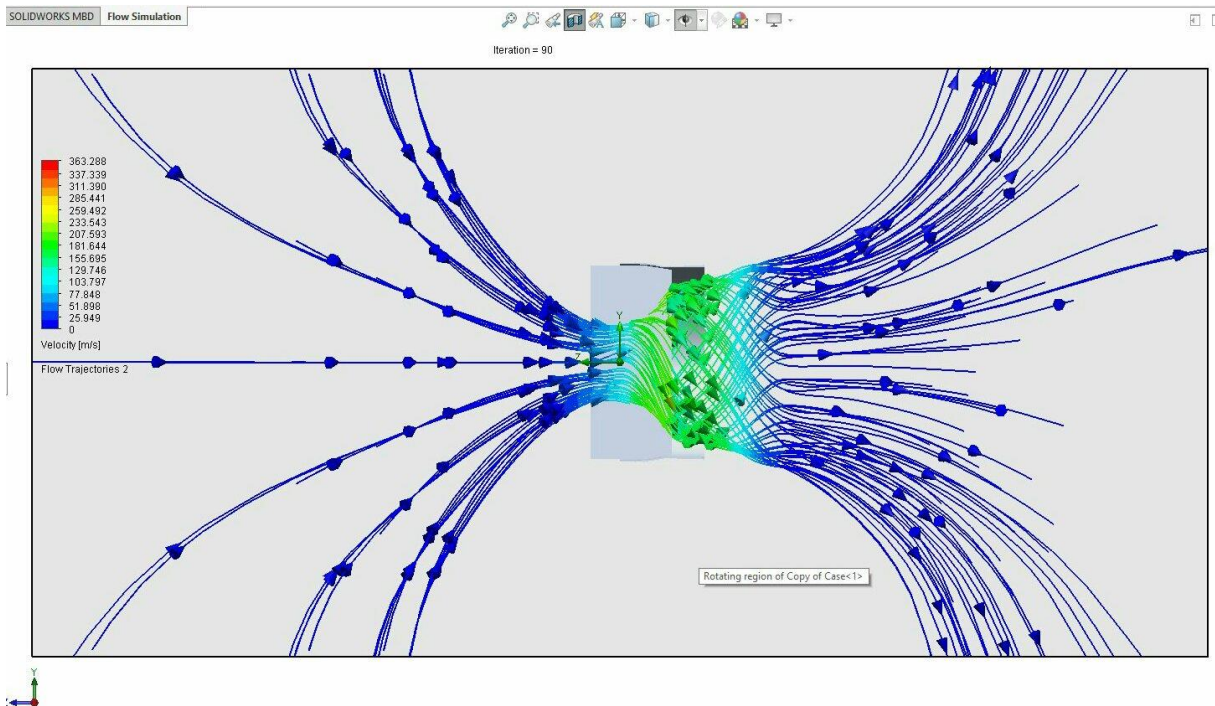 SOLIDWORKS MBD Flow Simulation
Iteration = 90
363.288
337.339
311.390
285.441
259.492
233.543
207.593
181.644
155.695
129.746
103.797
77.848
51.898
25.949
0
Velocity [m/s]
Flow Trajectories 2
Y
Z
Rotating region of Copy of Case<1>
Y